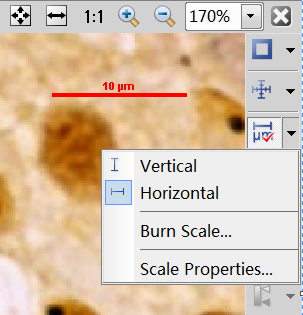 1:1
170%
10 µm
µ
Vertical
Horizontal
Burn Scale...
Scale Properties...